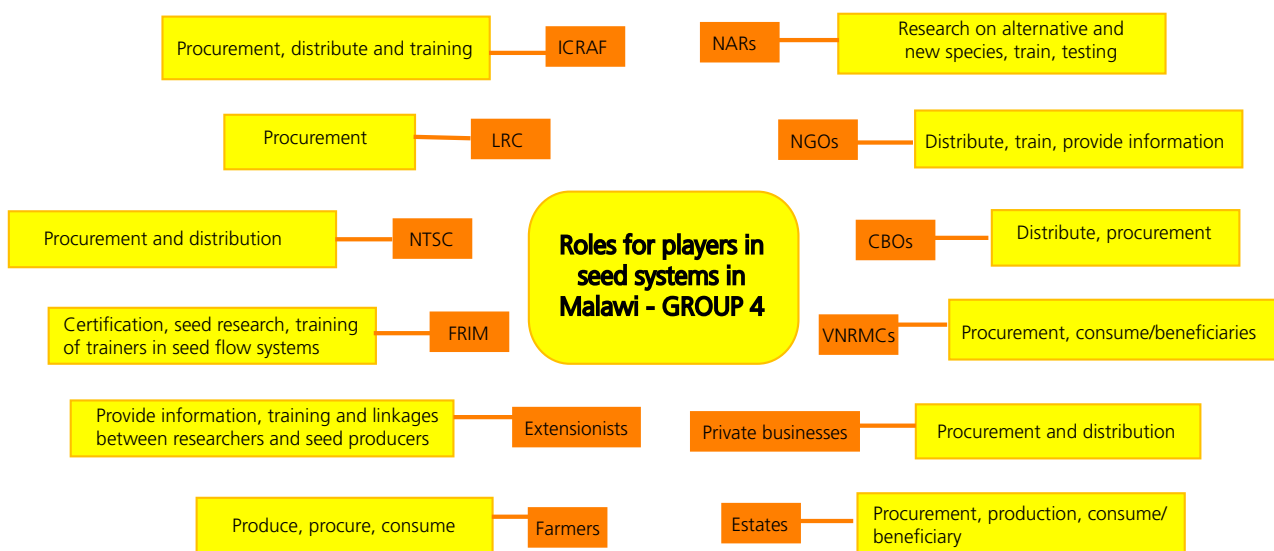 Procurement, distribute and training
ICRAF
NARs
Research on alternative and
new species, train, testing
Procurement
LRC
NGOs
Distribute, train, provide information
Procurement and distribution
NTSC
Roles for players in
seed systems in
Malawi - GROUP 4
CBOs
Distribute, procurement
Certification, seed research, training
of trainers in seed flow systems
FRIM
VNRMCs
Procurement, consume/beneficiaries
Provide information, training and linkages
between researchers and seed producers
Extensionists
Private businesses
Procurement and distribution
Produce, procure, consume
Farmers
Estates
Procurement, production, consume/
beneficiary